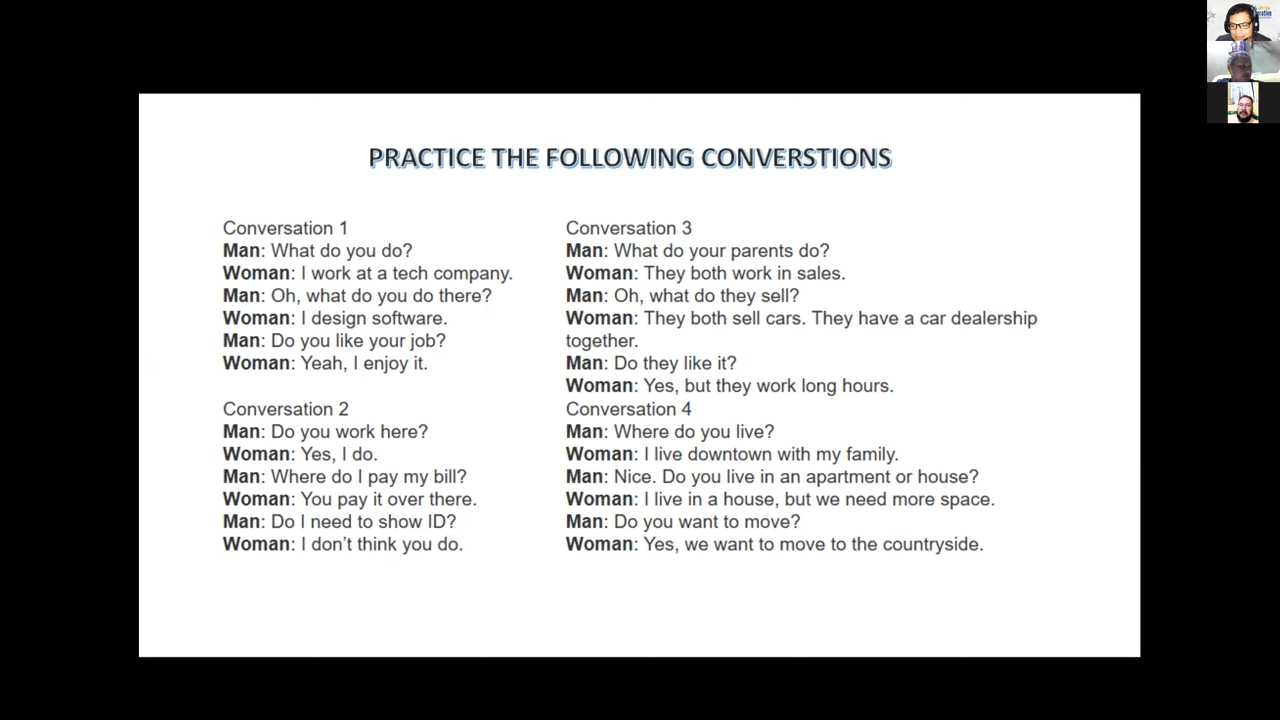 PRACTICE THE FOLLOWING CONVERSTIONS
Conversation 1
Man: What do you do?
Woman: I work at a tech company.
Man: Oh, what do you do there?
Woman: I design software.
Man: Do you like your job?
Woman: Yeah, I enjoy it.
Conversation 2
Man: Do you work here?
Woman: Yes, I do.
Man: Where do I pay my bill?
Woman: You pay it over there.
Man: Do I need to show ID?
Woman: I don't think you do.
Conversation 3
Man: What do your parents do?
Woman: They both work in sales.
Man: Oh, what do they sell?
Woman: They both sell cars. They have a car dealership
together.
Man: Do they like it?
Woman: Yes, but they work long hours.
Conversation 4
Man: Where do you live?
Woman: I live downtown with my family.
Man: Nice. Do you live in an apartment or house?
Woman: I live in a house, but we need more space.
Man: Do you want to move?
Woman: Yes, we want to move to the countryside.